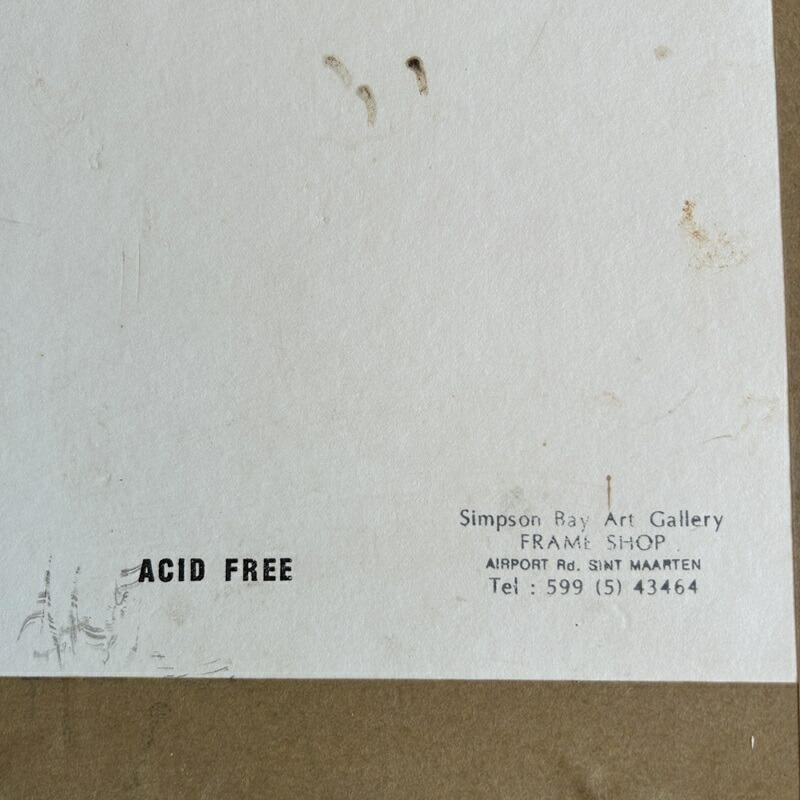 ACID FREE
Simpson Bay Art Gallery
FRAME SHOP
AIRPORT Rd. SINT MAARTEN
Tel : 599 (5) 43464